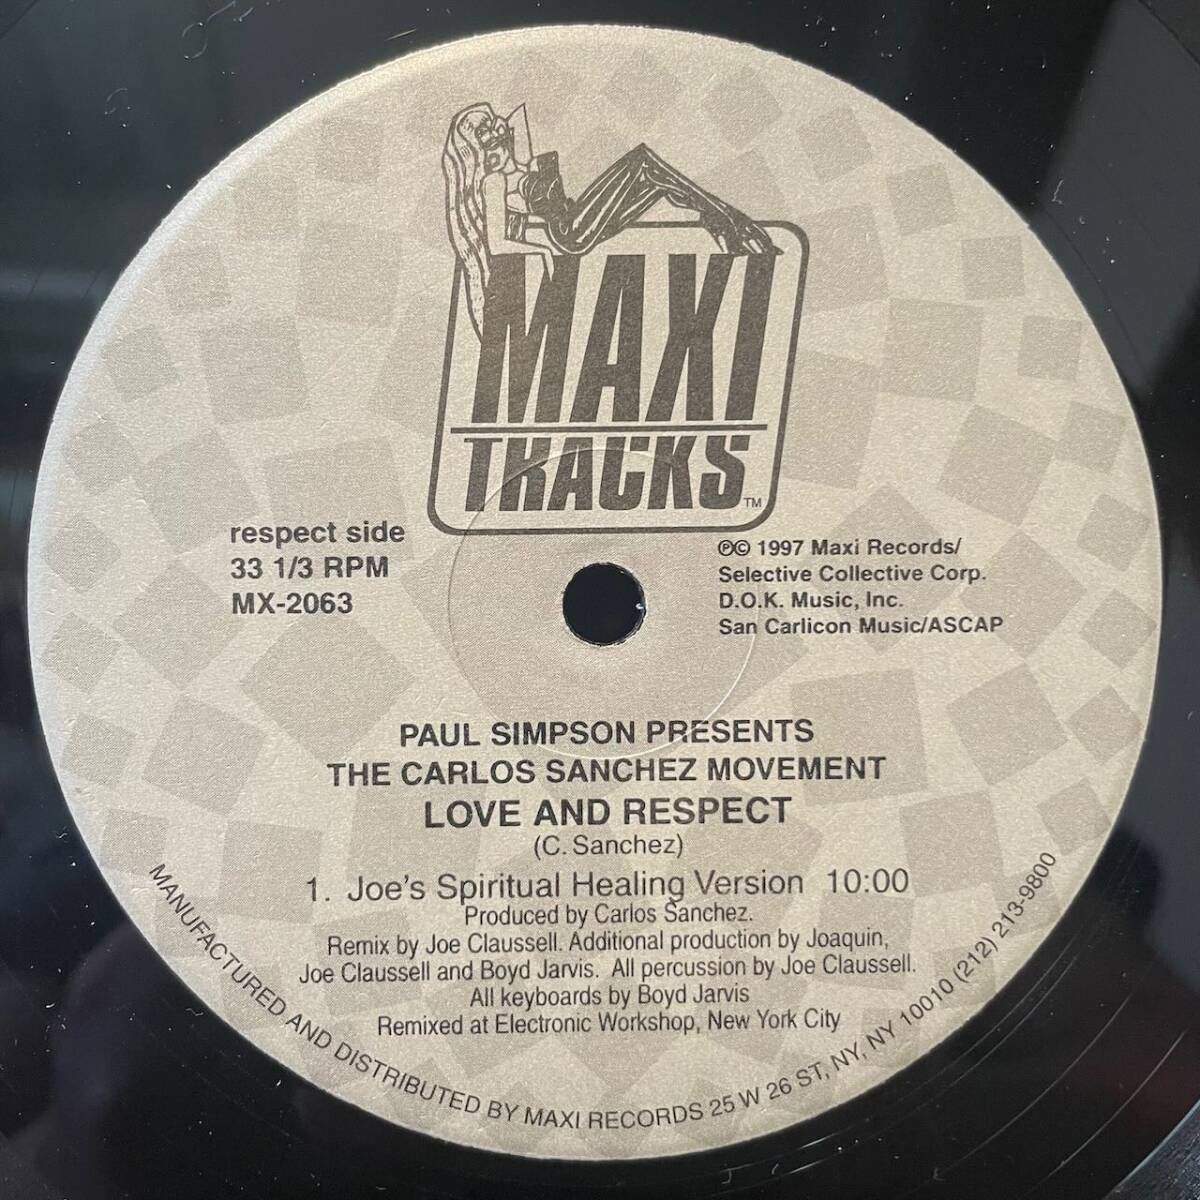 MAXI
TRACKS™
respect side
33 1/3 RPM
MX-2063
℗© 1997 Maxi Records/
Selective Collective Corp.
D.O.K. Music, Inc.
San Carlicon Music/ASCAP
PAUL SIMPSON PRESENTS
THE CARLOS SANCHEZ MOVEMENT
LOVE AND RESPECT
(C. Sanchez)
1. Joe's Spiritual Healing Version 10:00
Produced by Carlos Sanchez.
Remix by Joe Claussell. Additional production by Joaquin,
Joe Claussell and Boyd Jarvis. All percussion by Joe Claussell.
All keyboards by Boyd Jarvis
Remixed at Electronic Workshop, New York City
MANUFACTURED AND DISTRIBUTED BY MAXI RECORDS 25 W 26 ST, NY, NY 10010 (212) 213-9800